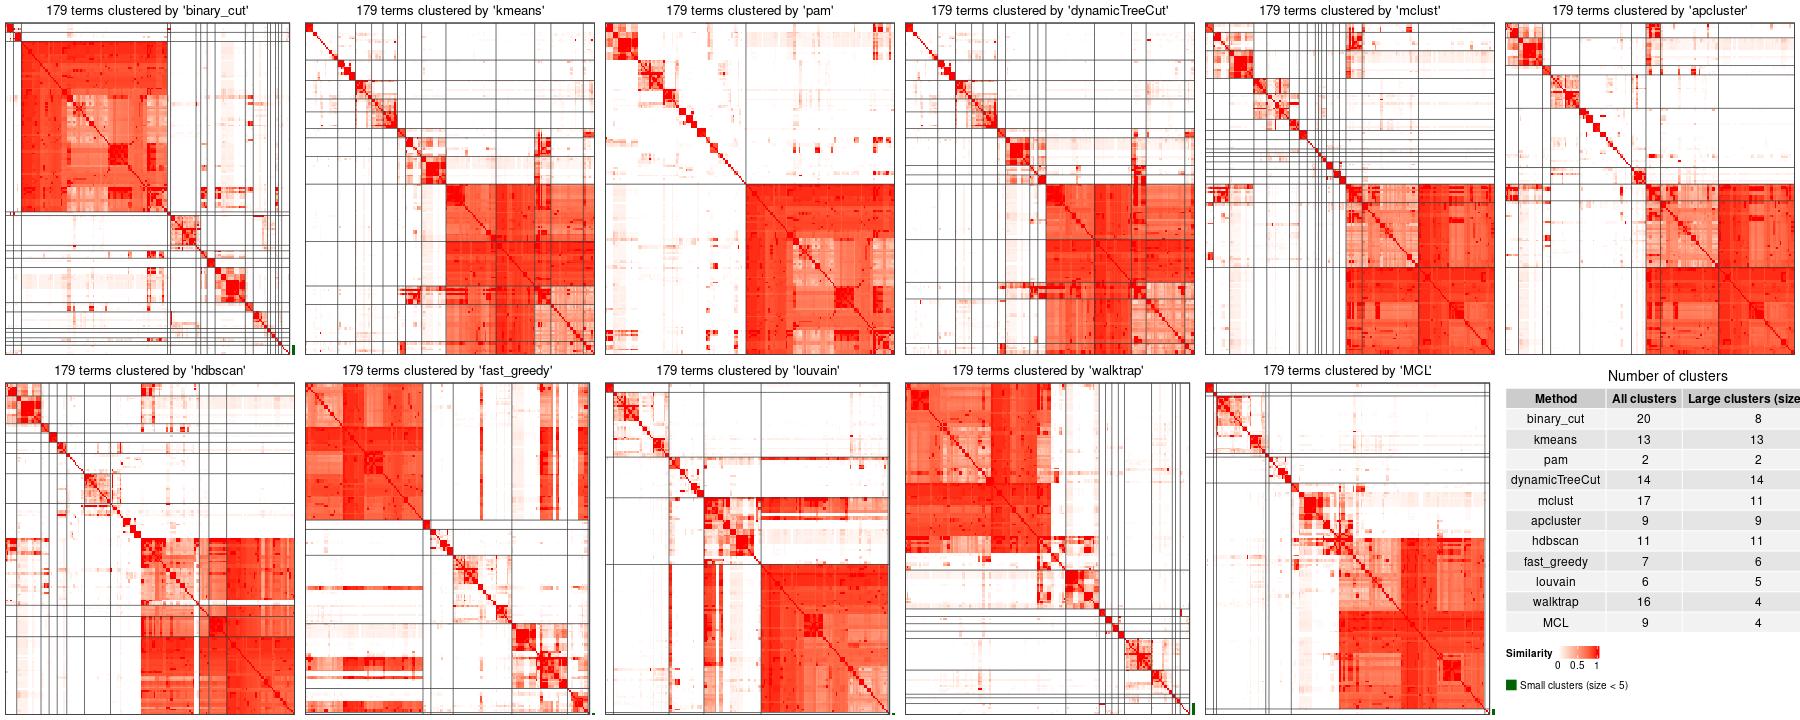 179 terms clustered by 'binary_cut'
179 terms clustered by 'kmeans'
179 terms clustered by 'pam'
179 terms clustered by 'dynamicTreeCut'
179 terms clustered by 'mclust'
179 terms clustered by 'apcluster'
179 terms clustered by 'hdbscan'
179 terms clustered by 'fast_greedy'
179 terms clustered by 'louvain'
179 terms clustered by 'walktrap'
179 terms clustered by 'MCL'
Number of clusters
Method All clusters Large clusters (size
binary_cut 20 8
kmeans 13 13
pam 2 2
dynamicTreeCut 14 14
mclust 17 11
apcluster 9 9
hdbscan 11 11
fast_greedy 7 6
louvain 6 5
walktrap 16 4
MCL 9 4
Similarity
0 0.5 1
Small clusters (size < 5)